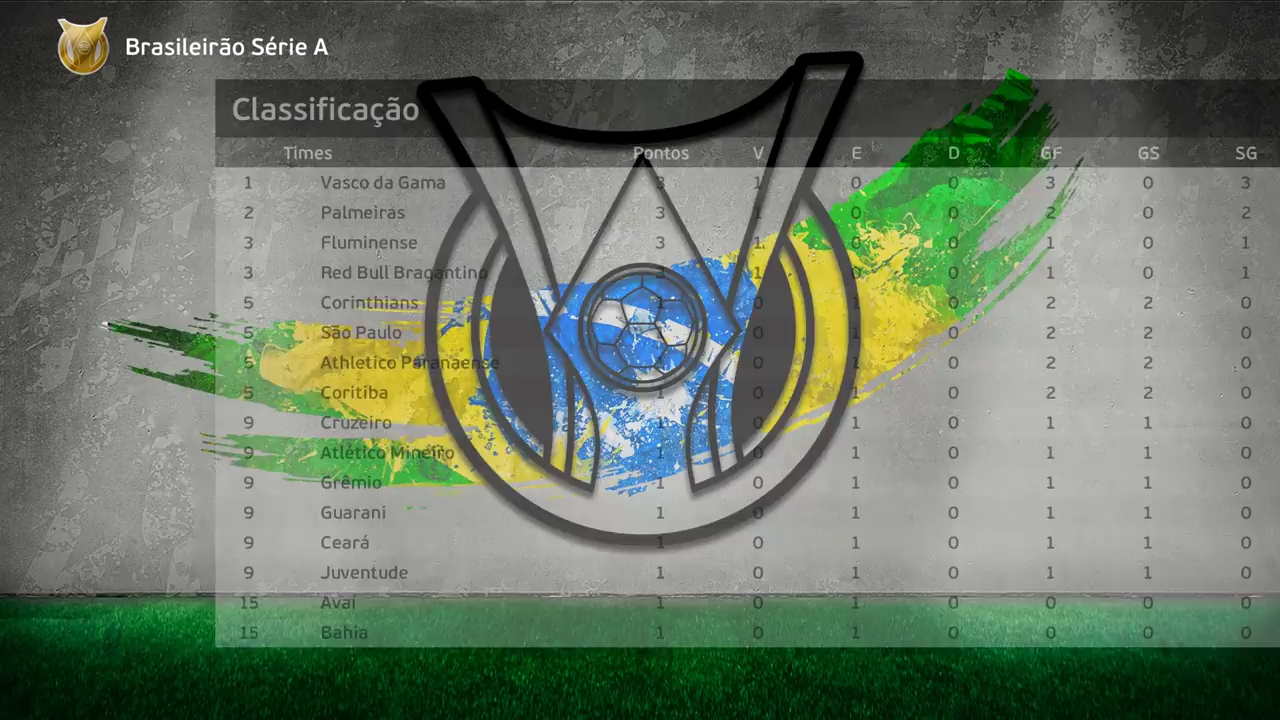 Brasileirão Série A
Classificação
Times Pontos V E D GF GS SG
1 Vasco da Gama 3 1 0 0 3 0 3
2 Palmeiras 3 1 0 0 2 0 2
3 Fluminense 3 1 0 0 1 0 1
3 Red Bull Bragantino 3 1 0 0 1 0 1
5 Corinthians 1 0 1 0 2 2 0
5 São Paulo 1 0 1 0 2 2 0
5 Athletico Paranaense 1 0 1 0 2 2 0
5 Coritiba 1 0 1 0 2 2 0
9 Cruzeiro 1 0 1 0 1 1 0
9 Atlético Mineiro 1 0 1 0 1 1 0
9 Grêmio 1 0 1 0 1 1 0
9 Guarani 1 0 1 0 1 1 0
9 Ceará 1 0 1 0 1 1 0
9 Juventude 1 0 1 0 1 1 0
15 Avaí 1 0 1 0 0 0 0
15 Bahia 1 0 1 0 0 0 0